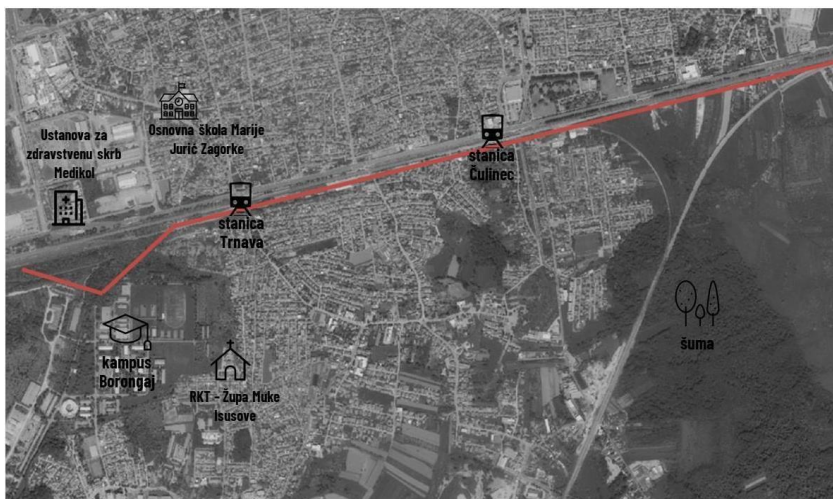 Osnovna škola Marije
Jurić Zagorke
Ustanova za
zdravstvenu skrb
Medikol
stanica
Čulinec
stanica
Trnava
šuma
kampus
Borongaj
RKT - Župa Muke
Isusove